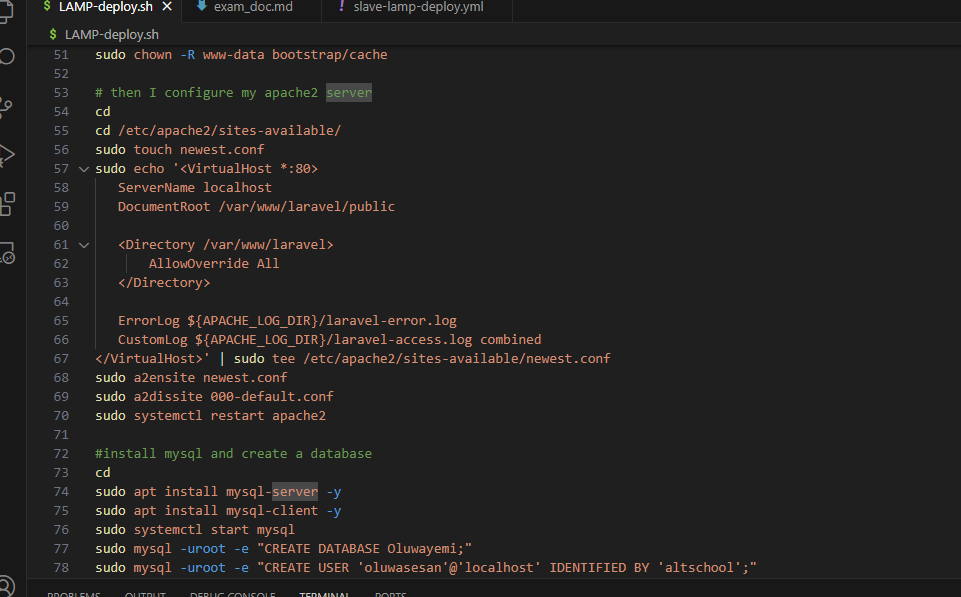 $ LAMP-deploy.sh × exam_doc.md ! slave-lamp-deploy.yml
$ LAMP-deploy.sh
51 sudo chown -R www-data bootstrap/cache
52
53 # then I configure my apache2 server
54 cd
55 cd /etc/apache2/sites-available/
56 sudo touch newest.conf
57 sudo echo '<VirtualHost *:80>
58 ServerName localhost
59 DocumentRoot /var/www/laravel/public
60
61 <Directory /var/www/laravel>
62 AllowOverride All
63 </Directory>
64
65 ErrorLog ${APACHE_LOG_DIR}/laravel-error.log
66 CustomLog ${APACHE_LOG_DIR}/laravel-access.log combined
67 </VirtualHost>' | sudo tee /etc/apache2/sites-available/newest.conf
68 sudo a2ensite newest.conf
69 sudo a2dissite 000-default.conf
70 sudo systemctl restart apache2
71
72 #install mysql and create a database
73 cd
74 sudo apt install mysql-server -y
75 sudo apt install mysql-client -y
76 sudo systemctl start mysql
77 sudo mysql -uroot -e "CREATE DATABASE Oluwayemi;"
78 sudo mysql -uroot -e "CREATE USER 'oluwasesan'@'localhost' IDENTIFIED BY 'altschool';"
PROBLEMS OUTPUT DEBUG CONSOLE TERMINAL PORTS